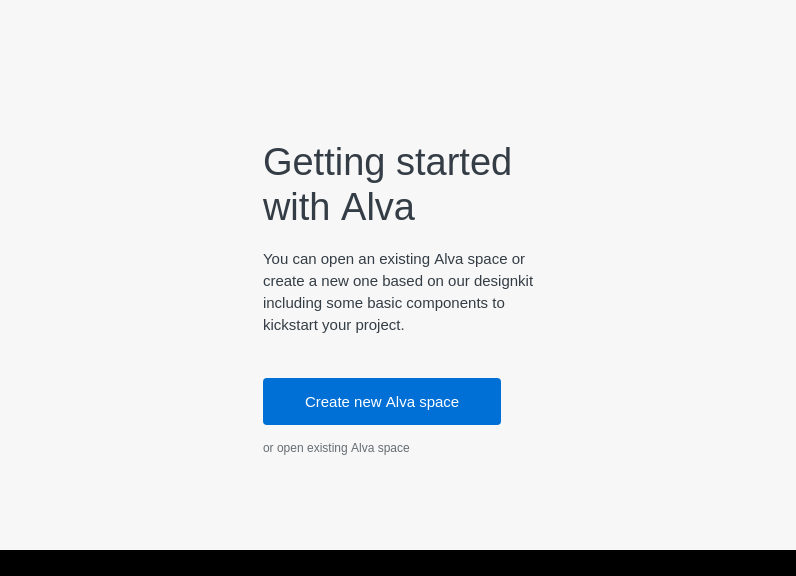 Getting started
with Alva
You can open an existing Alva space or
create a new one based on our designkit
including some basic components to
kickstart your project.
Create new Alva space
or open existing Alva space